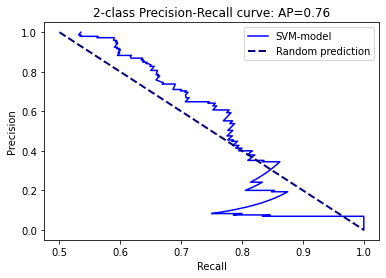 2-class Precision-Recall curve: AP=0.76
SVM-model
Random prediction
Precision
1.0
0.8
0.6
0.4
0.2
0.0
0.5
0.6
0.7
0.8
0.9
1.0
Recall